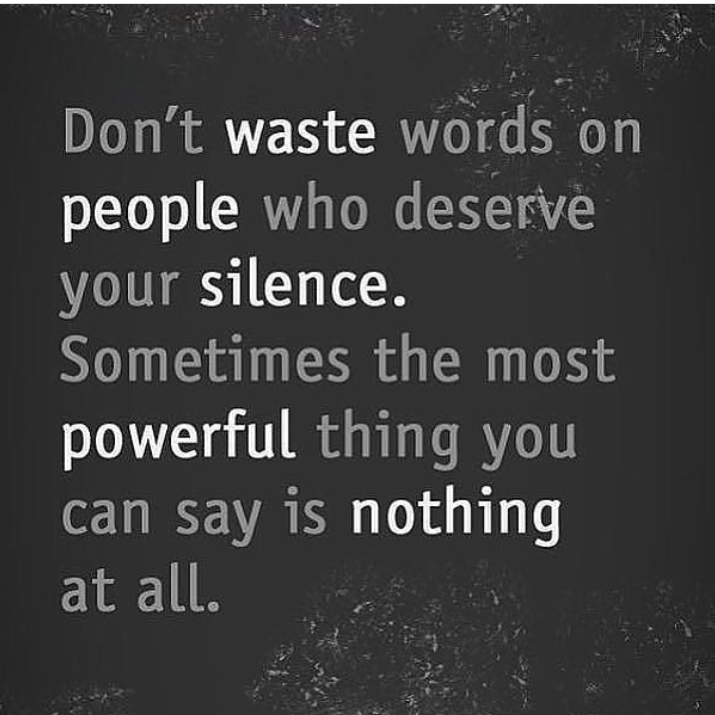 Don't waste words on
people who deserve
your silence.
Sometimes the most
powerful thing you
can say is nothing
at all.